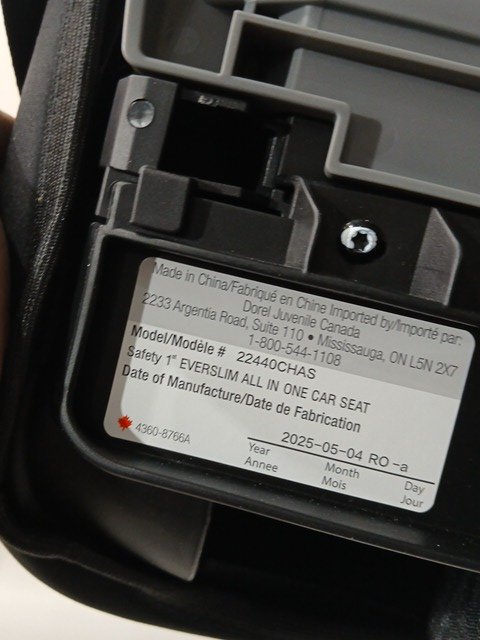 Made in China/Fabriqué en Chine Imported by/Importé par:
Dorel Juvenile Canada
2233 Argentia Road, Suite 110 • Mississauga, ON L5N 2X7
1-800-544-1108
Model/Modèle # 22440CHAS
Safety 1st EVERSLIM ALL IN ONE CAR SEAT
Date of Manufacture/Date de Fabrication
4360-8766A
2025-05-04 RO -a
Year Month Day
Annee Mois Jour